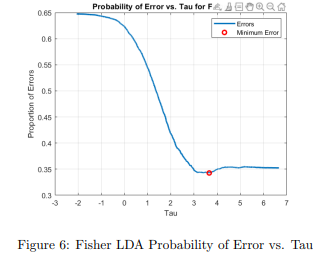 Probability of Error vs. Tau for F
Errors
Minimum Error
0.65
0.6
0.55
0.5
0.45
0.4
0.35
0.3
Proportion of Errors
-3 -2 -1 0 1 2 3 4 5 6 7
Tau
Figure 6: Fisher LDA Probability of Error vs. Tau